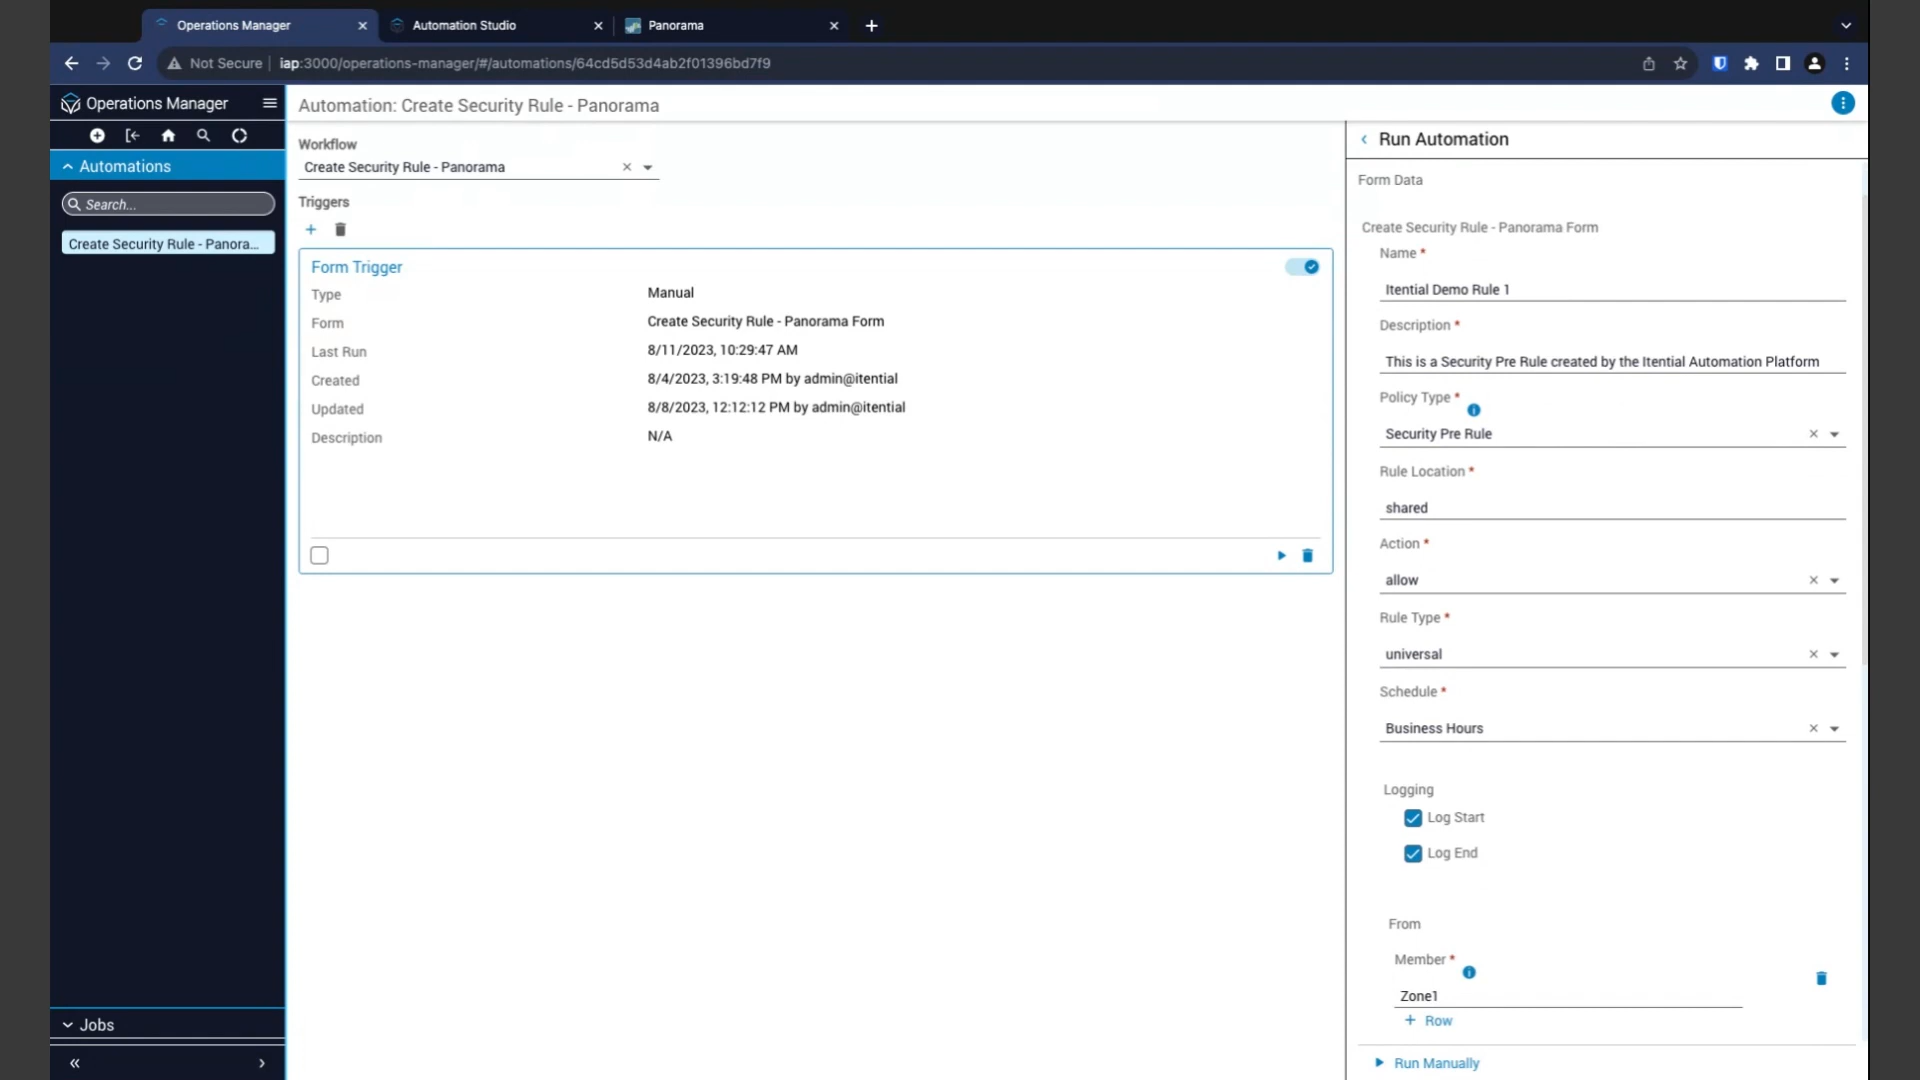 Operations Manager
Automation Studio
Panorama
Not Secure
iap:3000/operations-manager/#/automations/64cd5d53d4ab2f01396bd7f9
Operations Manager
Automations
Search...
Create Security Rule - Panora...
Jobs
Automation: Create Security Rule - Panorama
Workflow
Create Security Rule - Panorama
Triggers
Form Trigger
Type Manual
Form Create Security Rule - Panorama Form
Last Run 8/11/2023, 10:29:47 AM
Created 8/4/2023, 3:19:48 PM by admin@itential
Updated 8/8/2023, 12:12:12 PM by admin@itential
Description N/A
Run Automation
Form Data
Create Security Rule - Panorama Form
Name *
Itential Demo Rule 1
Description *
This is a Security Pre Rule created by the Itential Automation Platform
Policy Type *
Security Pre Rule
Rule Location *
shared
Action *
allow
Rule Type *
universal
Schedule *
Business Hours
Logging
Log Start
Log End
From
Member *
Zone1
+ Row
Run Manually